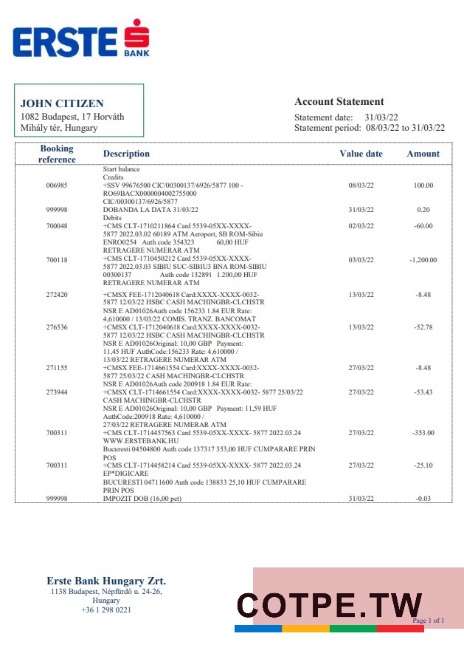 ERSTE BANK
JOHN CITIZEN
1082 Budapest, 17 Horváth
Mihály tér, Hungary
Account Statement
Statement date: 31/03/22
Statement period: 08/03/22 to 31/03/22
Booking reference Description Value date Amount
Start balance
Credits
006985 +SSV 99676500 CIC/00300137/6926/5877 100 - 08/03/22 100.00
RO69BACX0000004002755000
CIC/00300137/6926/5877
999998 DOBANDA LA DATA 31/03/22 31/03/22 0.20
Debits
700048 +CMS CLT-1710211864 Card 5539-05XX-XXXX- 02/03/22 -60.00
5877 2022.03.02 60189 ATM Aeroport, SB ROM-Sibiu
ENRO0254 Auth code 354323 60,00 HUF
RETRAGERE NUMERAR ATM
700118 +CMS CLT-1710450212 Card 5539-05XX-XXXX- 03/03/22 -1,200.00
5877 2022.03.03 SIBIU SUC-SIBIU3 BNA ROM-SIBIU
00300137 Auth code 132891 1.200,00 HUF
RETRAGERE NUMERAR ATM
272420 +CMSX FEE-1712040618 Card:XXXX-XXXX-0032- 13/03/22 -8.48
5877 12/03/22 HSBC CASH MACHINGBR-CLCHSTR
NSR E AD01026Auth code 156233 1.84 EUR Rate:
4,610000 / 13/03/22 COMIS. TRANZ. BANCOMAT
276536 +CMSX CLT-1712040618 Card:XXXX-XXXX-0032- 13/03/22 -52.78
5877 12/03/22 HSBC CASH MACHINGBR-CLCHSTR
NSR E AD01026Original: 10,00 GBP Payment:
11,45 HUF AuthCode:156233 Rate: 4,610000 /
13/03/22 RETRAGERE NUMERAR ATM
271155 +CMSX FEE-1714661554 Card:XXXX-XXXX-0032- 27/03/22 -8.48
5877 25/03/22 CASH MACHINGBR-CLCHSTR
NSR E AD01026Auth code 200918 1.84 EUR Rate:
273944 +CMSX CLT-1714661554 Card:XXXX-XXXX-0032- 5877 25/03/22 27/03/22 -53.43
CASH MACHINGBR-CLCHSTR
NSR E AD01026Original: 10,00 GBP Payment: 11,59 HUF
AuthCode:200918 Rate: 4,610000 /
27/03/22 RETRAGERE NUMERAR ATM
700311 +CMS CLT-1714457563 Card 5539-05XX-XXXX- 5877 2022.03.24 27/03/22 -353.00
WWW.ERSTEBANK.HU
Bucuresti 04504800 Auth code 137317 353,00 HUF CUMPARARE PRIN
POS
700311 +CMS CLT-1714458214 Card 5539-05XX-XXXX- 5877 2022.03.24 27/03/22 -25.10
EP*DIGICARE
BUCURESTI 04711600 Auth code 138833 25,10 HUF CUMPARARE
PRIN POS
999998 IMPOZIT DOB (16,00 pct) 31/03/22 -0.03
Erste Bank Hungary Zrt.
1138 Budapest, Népfürdő u. 24-26,
Hungary
+36 1 298 0221
COTPE.TW
Page 1 of 1